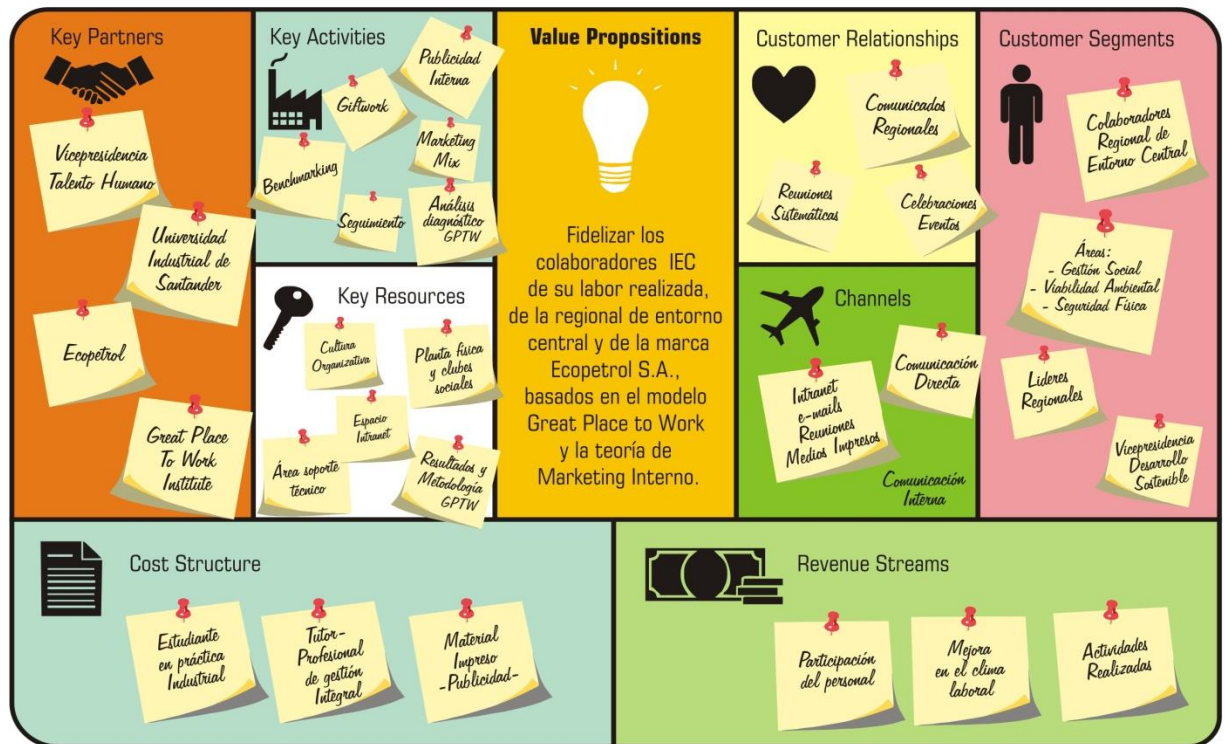 Key Partners
Vicepresidencia
Talento Humano
Universidad
Industrial de
Santander
Ecopetrol
Great Place
To Work
Institute
Key Activities
Publicidad
Interna
Giftwork
Marketing
Mix
Benchmarking
Seguimiento
Análisis
diagnóstico
GPTW
Key Resources
Cultura
Organizativa
Planta física
y clubes
sociales
Espacio
Intranet
Área soporte
técnico
Resultados y
Metodología
GPTW
Value Propositions
Fidelizar los
colaboradores IEC
de su labor realizada,
de la regional de entorno
central y de la marca
Ecopetrol S.A.,
basados en el modelo
Great Place to Work
y la teoría de
Marketing Interno.
Customer Relationships
Comunicados
Regionales
Reuniones
Sistemáticas
Celebraciones
Eventos
Channels
Comunicación
Directa
Intranet
e-mails
Reuniones
Medios Impresos
Comunicación
Interna
Customer Segments
Colaboradores
Regional de
Entorno Central
Áreas:
- Gestión Social
- Viabilidad Ambiental
- Seguridad Física
Lideres
Regionales
Vicepresidencia
Desarrollo
Sostenible
Cost Structure
Estudiante
en práctica
Industrial
Tutor-
Profesional
de gestión
Integral
Material
Impreso
-Publicidad-
Revenue Streams
Participación
del personal
Mejora
en el clima
laboral
Actividades
Realizadas